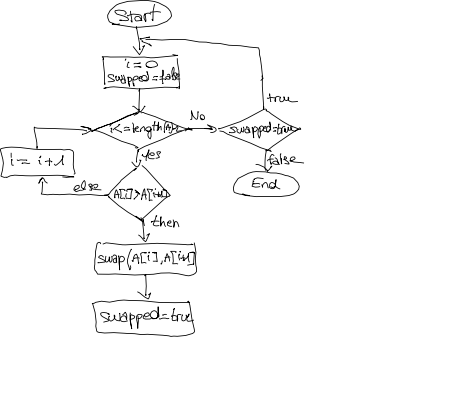 Start
i=0
swapped=false
i<=length(A)-1
No
swapped=true
true
false
End
yes
i= i+1
else
A[i]>A[i+1]
then
swap(A[i],A[i+1]
swapped=true